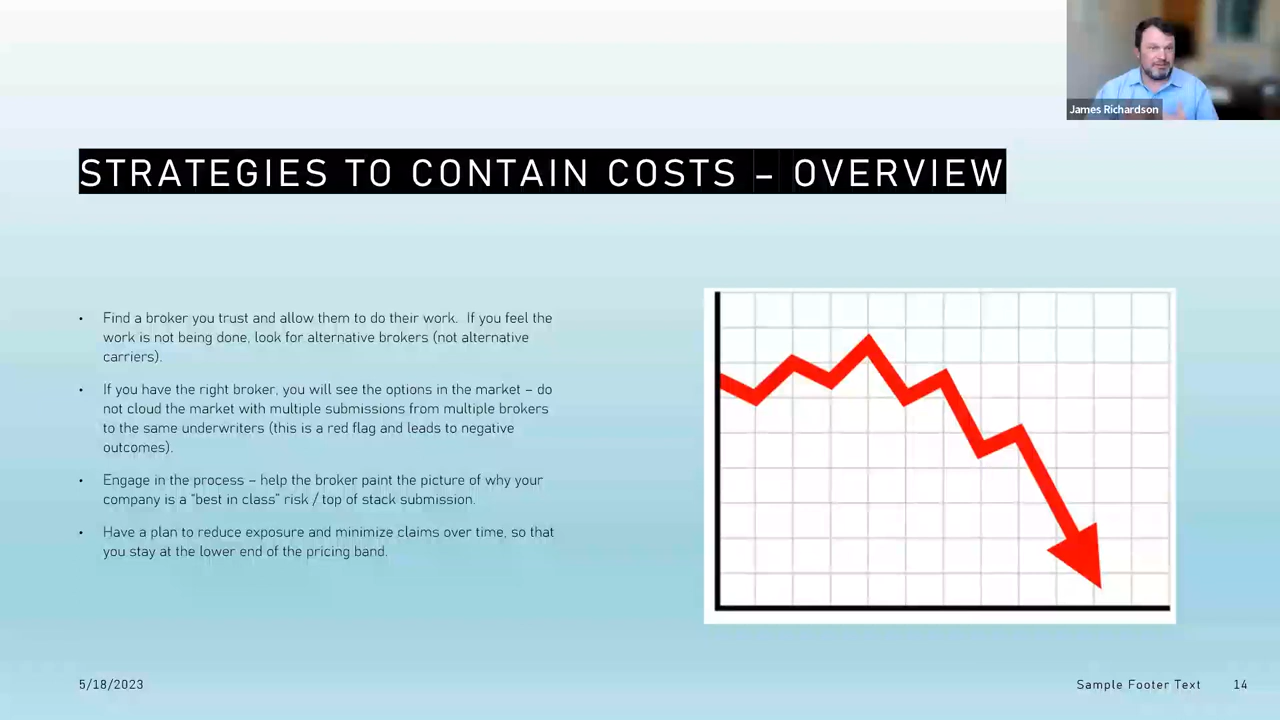 James Richardson
STRATEGIES TO CONTAIN COSTS – OVERVIEW
• Find a broker you trust and allow them to do their work.  If you feel the
work is not being done, look for alternative brokers (not alternative
carriers).
• If you have the right broker, you will see the options in the market – do
not cloud the market with multiple submissions from multiple brokers
to the same underwriters (this is a red flag and leads to negative
outcomes).
• Engage in the process – help the broker paint the picture of why your
company is a “best in class” risk / top of stack submission.
• Have a plan to reduce exposure and minimize claims over time, so that
you stay at the lower end of the pricing band.
5/18/2023
Sample Footer Text
14